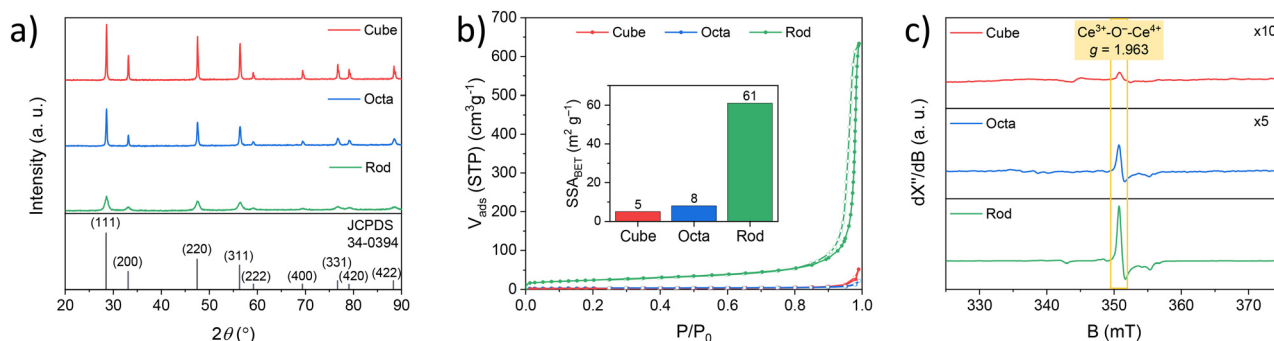 a)
Cube
Octa
Rod
Intensity (a. u.)
JCPDS
34-0394
(111)
(200)
(220)
(311)
(222)
(400)
(331)
(420)
(422)
20 30 40 50 60 70 80 90
2θ (°)
b)
Cube Octa Rod
V_ads (STP) (cm³g⁻¹)
700
600
500
400
300
200
100
0
SSA_BET (m² g⁻¹)
60
40
20
0
5 8 61
Cube Octa Rod
0.0 0.2 0.4 0.6 0.8 1.0
P/P₀
c)
Cube
Ce³⁺-O⁻-Ce⁴⁺
g = 1.963
x10
Octa
x5
Rod
dX''/dB (a. u.)
330 340 350 360 370
B (mT)